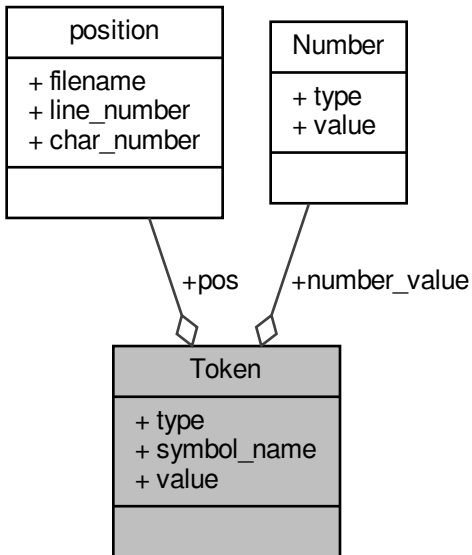 position
+ filename
+ line_number
+ char_number
Number
+ type
+ value
+pos
+number_value
Token
+ type
+ symbol_name
+ value